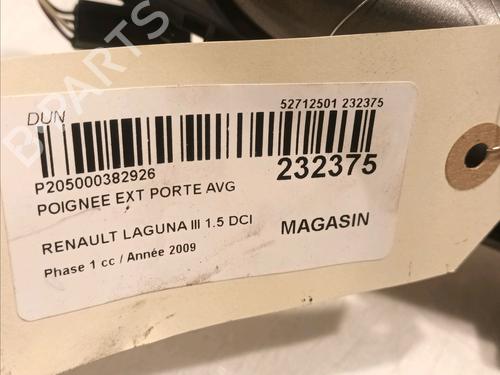 DUN
52712501 232375
P205000382926
232375
POIGNEE EXT PORTE AVG
RENAULT LAGUNA III 1.5 DCI
MAGASIN
Phase 1 cc / Année 2009
B-PARTS